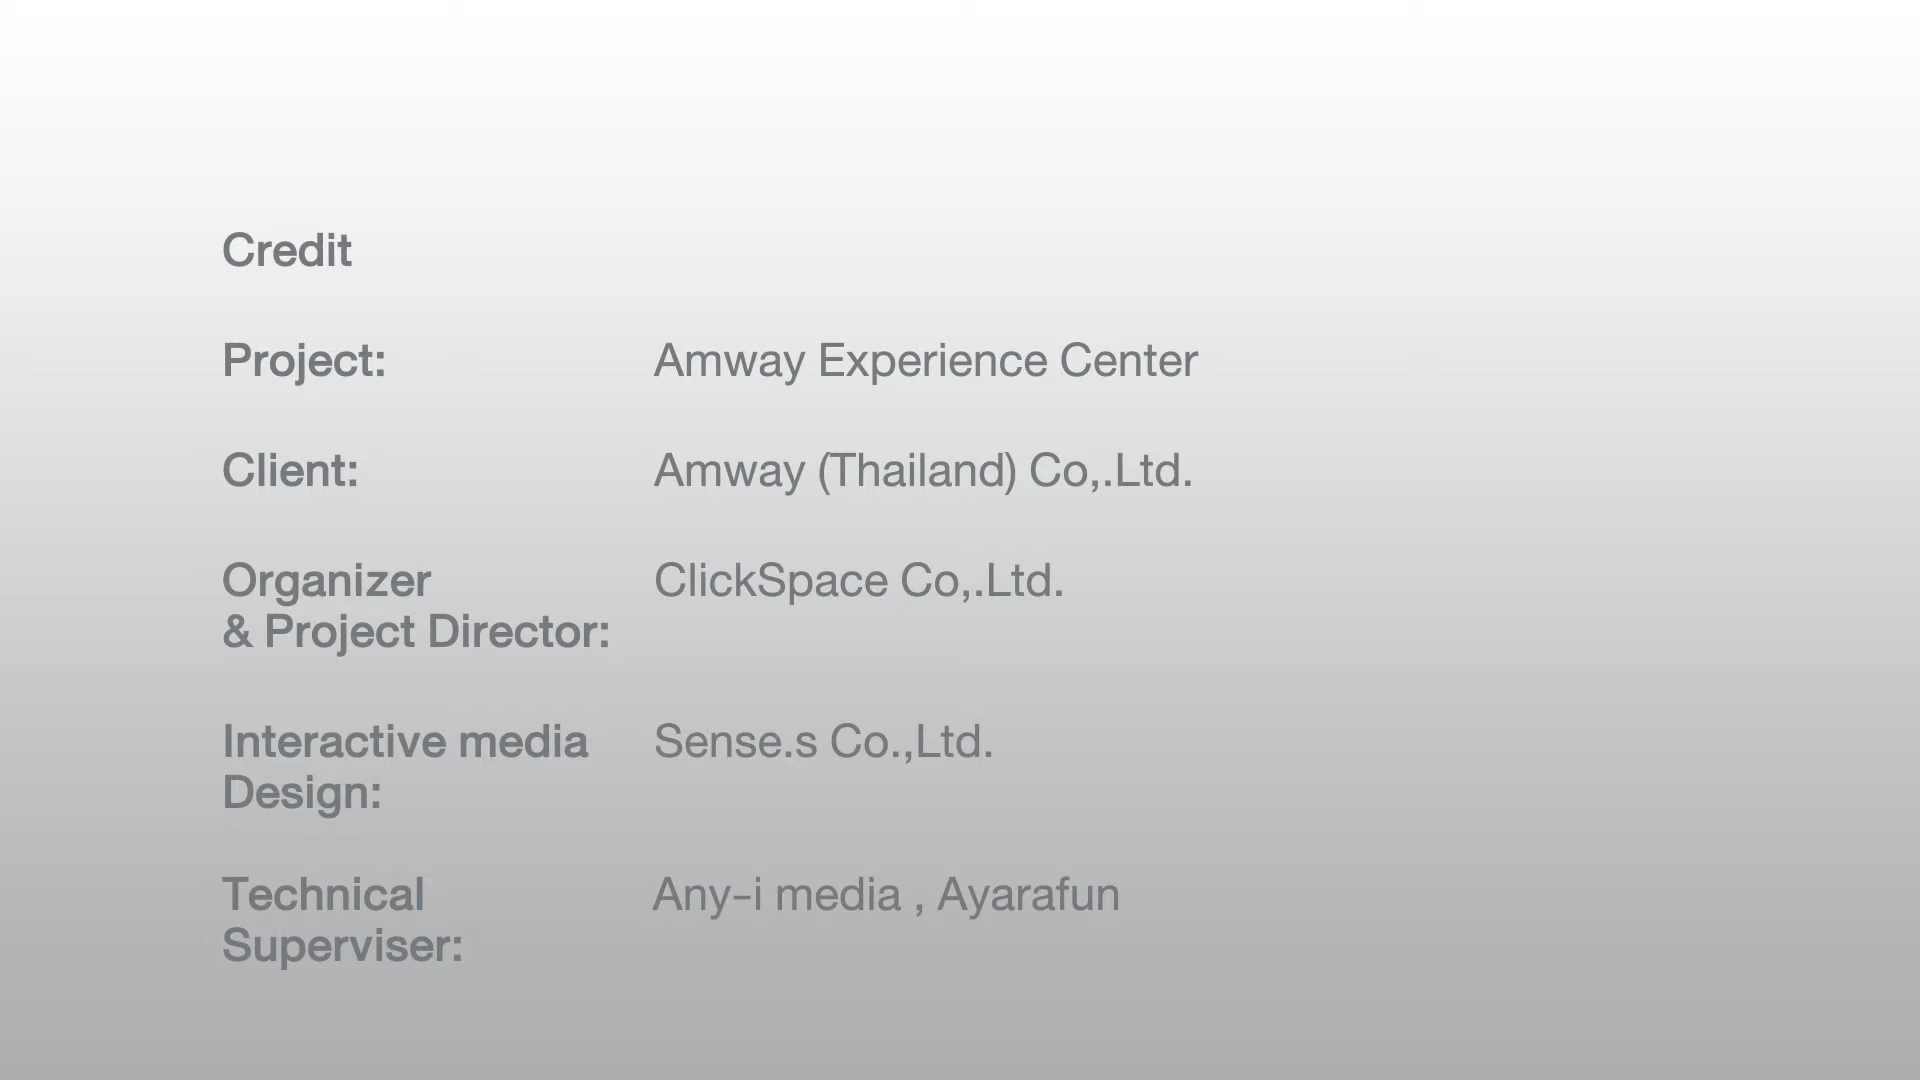 Credit
Project: Amway Experience Center
Client: Amway (Thailand) Co,.Ltd.
Organizer ClickSpace Co,.Ltd.
& Project Director:
Interactive media Sense.s Co.,Ltd.
Design:
Technical Any-i media , Ayarafun
Superviser: